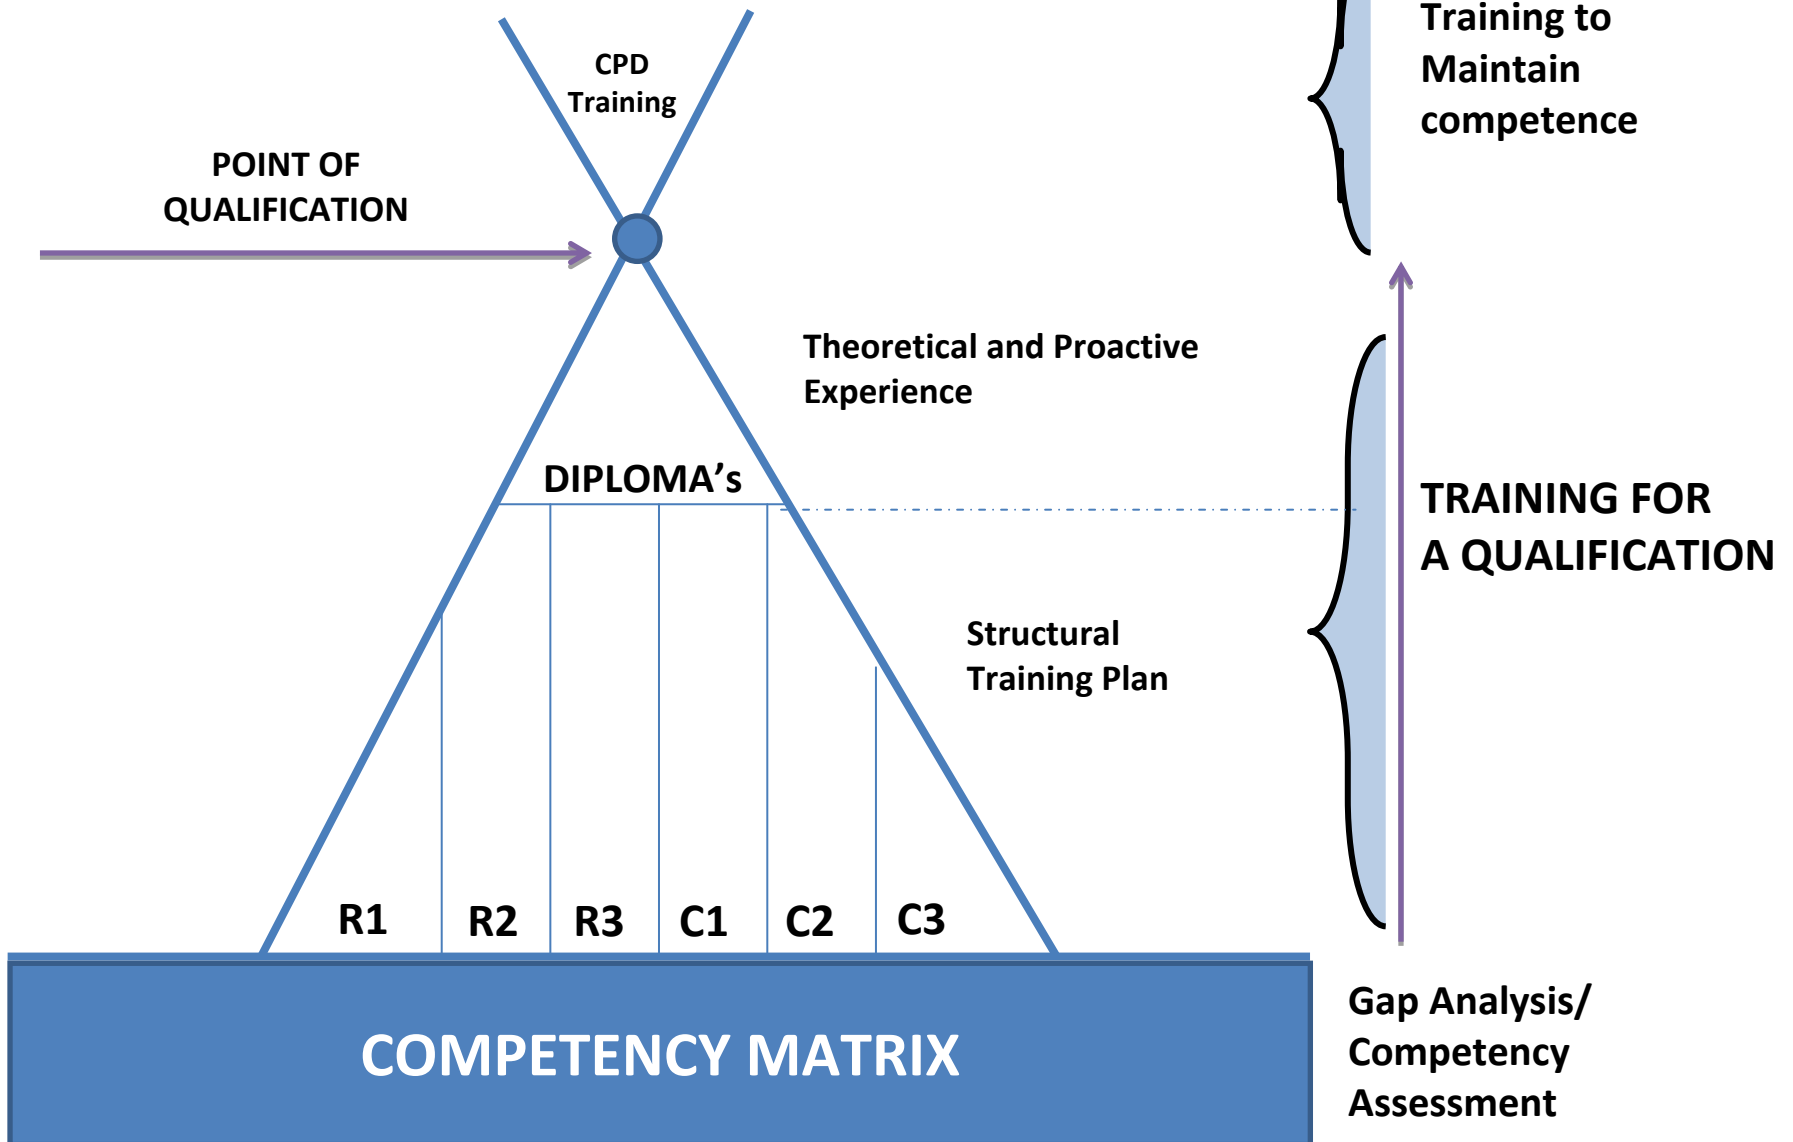 Training to
Maintain
competence
CPD
Training
POINT OF
QUALIFICATION
Theoretical and Proactive
Experience
DIPLOMA’s
TRAINING FOR
A QUALIFICATION
Structural
Training Plan
R1 R2 R3 C1 C2 C3
COMPETENCY MATRIX
Gap Analysis/
Competency
Assessment